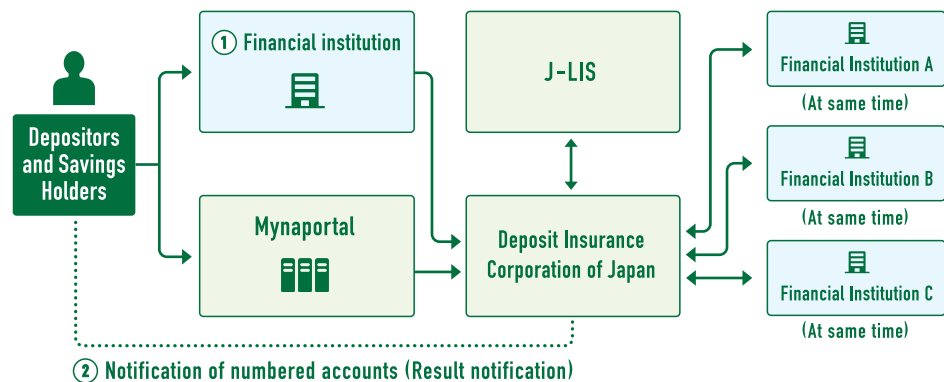 ① Financial institution
Depositors
and Savings
Holders
Mynaportal
J-LIS
Deposit Insurance
Corporation of Japan
Financial Institution A
(At same time)
Financial Institution B
(At same time)
Financial Institution C
(At same time)
② Notification of numbered accounts (Result notification)